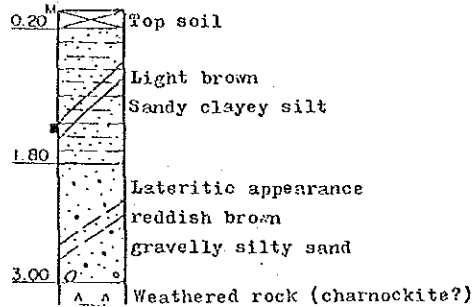 M
0.20 Top soil
Light brown
Sandy clayey silt
1.80
Lateritic appearance
reddish brown
gravelly silty sand
3.00
Weathered rock (charnockite?)